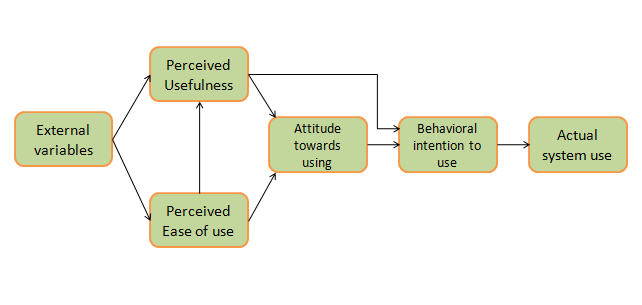 Perceived
Usefulness
External
variables
Attitude
towards
using
Behavioral
intention to
use
Actual
system use
Perceived
Ease of use